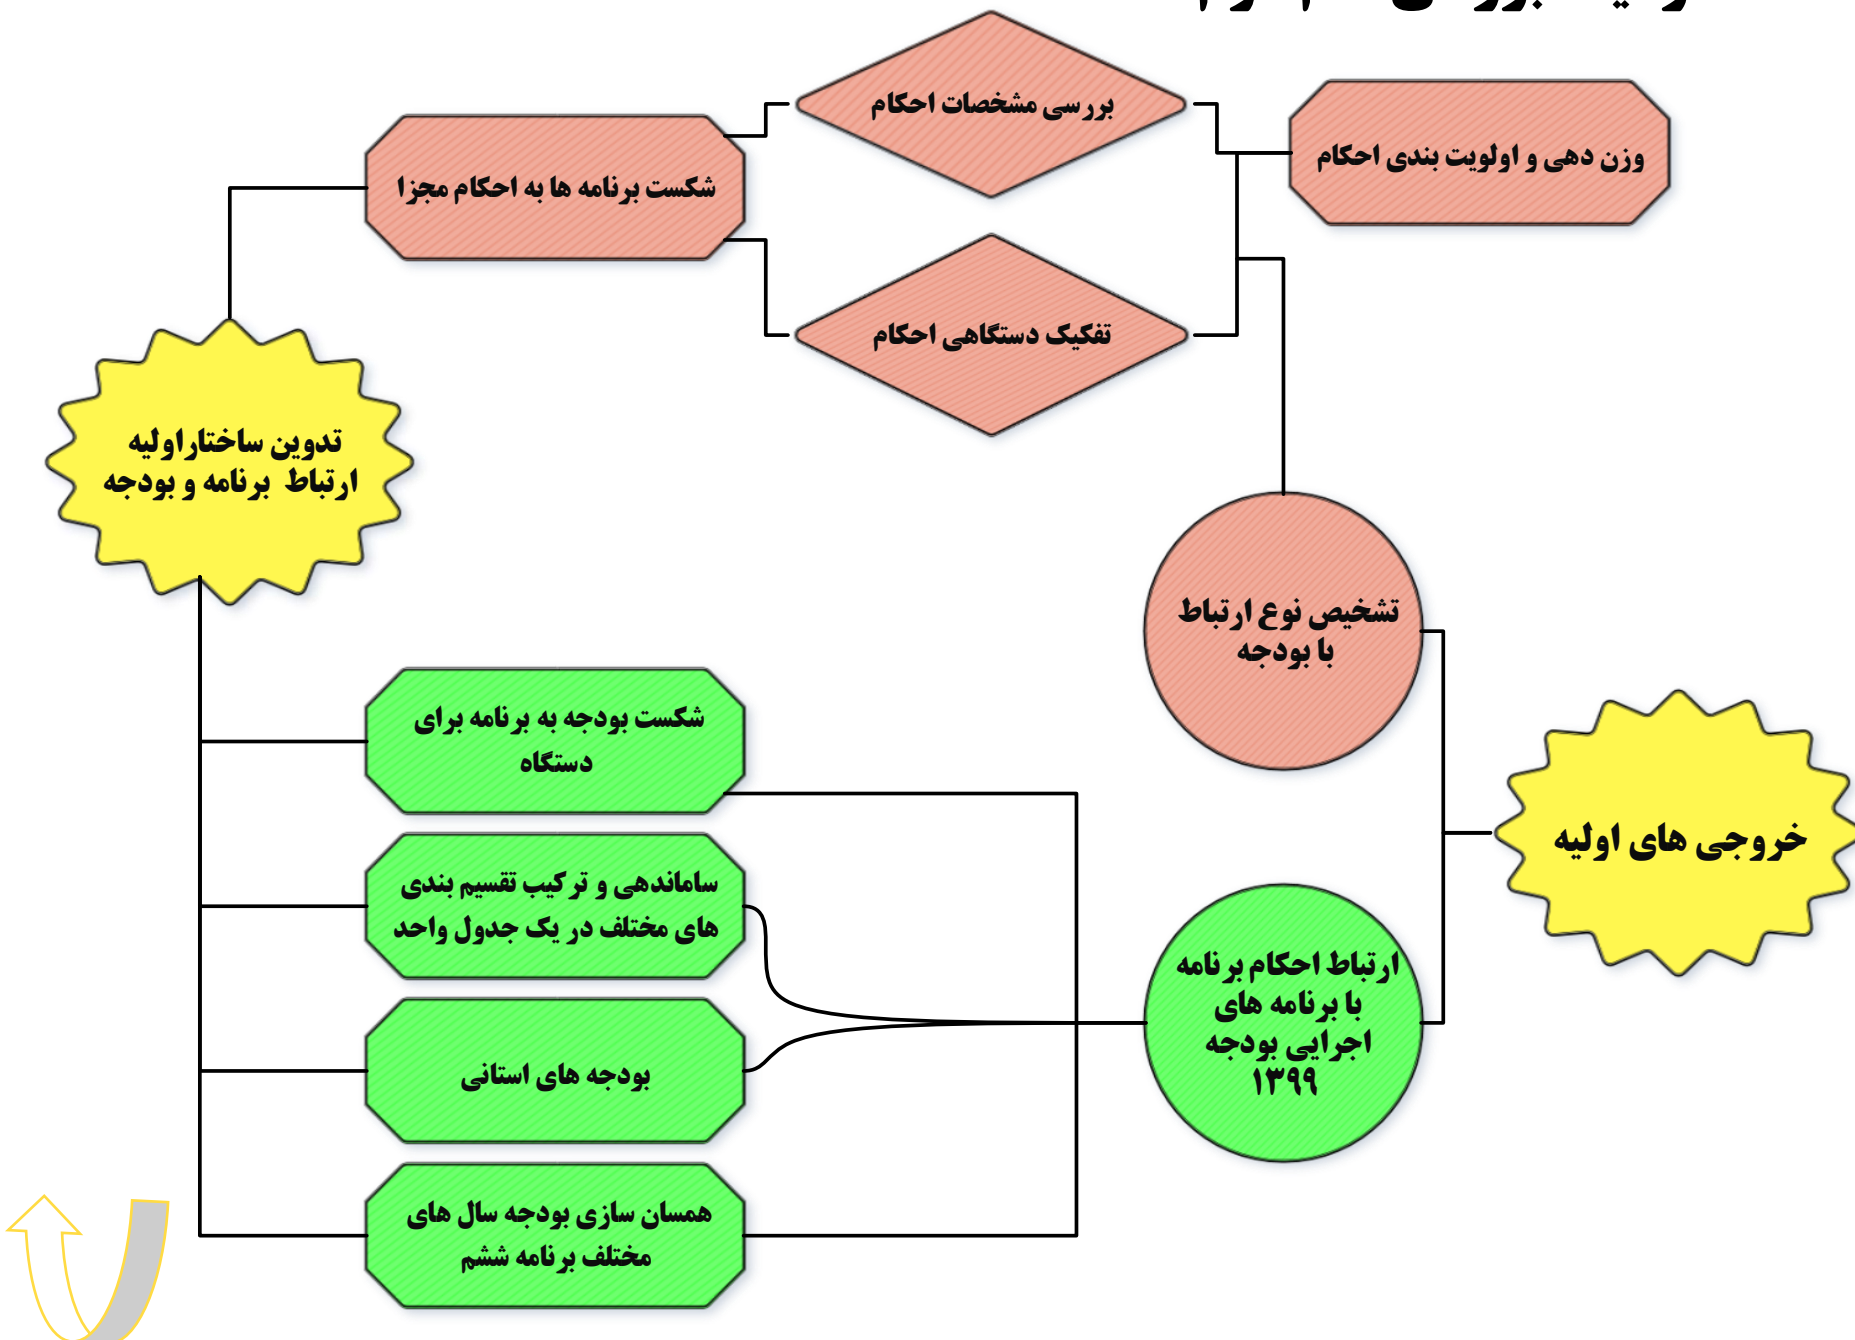 بررسی مشخصات احکام
وزن دهی و اولویت بندی احکام
شکست برنامه ها به احکام مجزا
تفکیک دستگاهی احکام
تدوین ساختاراولیه
ارتباط برنامه و بودجه
تشخیص نوع ارتباط
با بودجه
شکست بودجه به برنامه برای
دستگاه
خروجی های اولیه
ساماندهی و ترکیب تقسیم بندی
های مختلف در یک جدول واحد
ارتباط احکام برنامه
با برنامه های
اجرایی بودجه
۱۳۹۹
بودجه های استانی
همسان سازی بودجه سال های
مختلف برنامه ششم